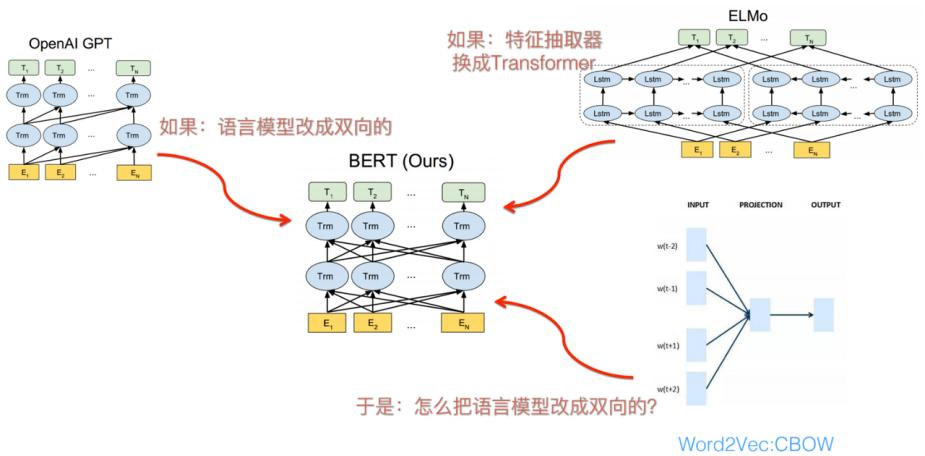 OpenAI GPT
T1 T2 ... TN
Trm Trm ... Trm
Trm Trm ... Trm
E1 E2 ... EN
如果：语言模型改成双向的
ELMo
如果：特征抽取器
换成Transformer
T1 T2 ... TN
Lstm Lstm ... Lstm Lstm Lstm ... Lstm
Lstm Lstm ... Lstm Lstm Lstm ... Lstm
E1 E2 ... EN
BERT (Ours)
T1 T2 ... TN
Trm Trm ... Trm
Trm Trm ... Trm
E1 E2 ... EN
INPUT PROJECTION OUTPUT
w(t-2)
w(t-1)
w(t+1)
w(t+2)
于是：怎么把语言模型改成双向的?
Word2Vec:CBOW